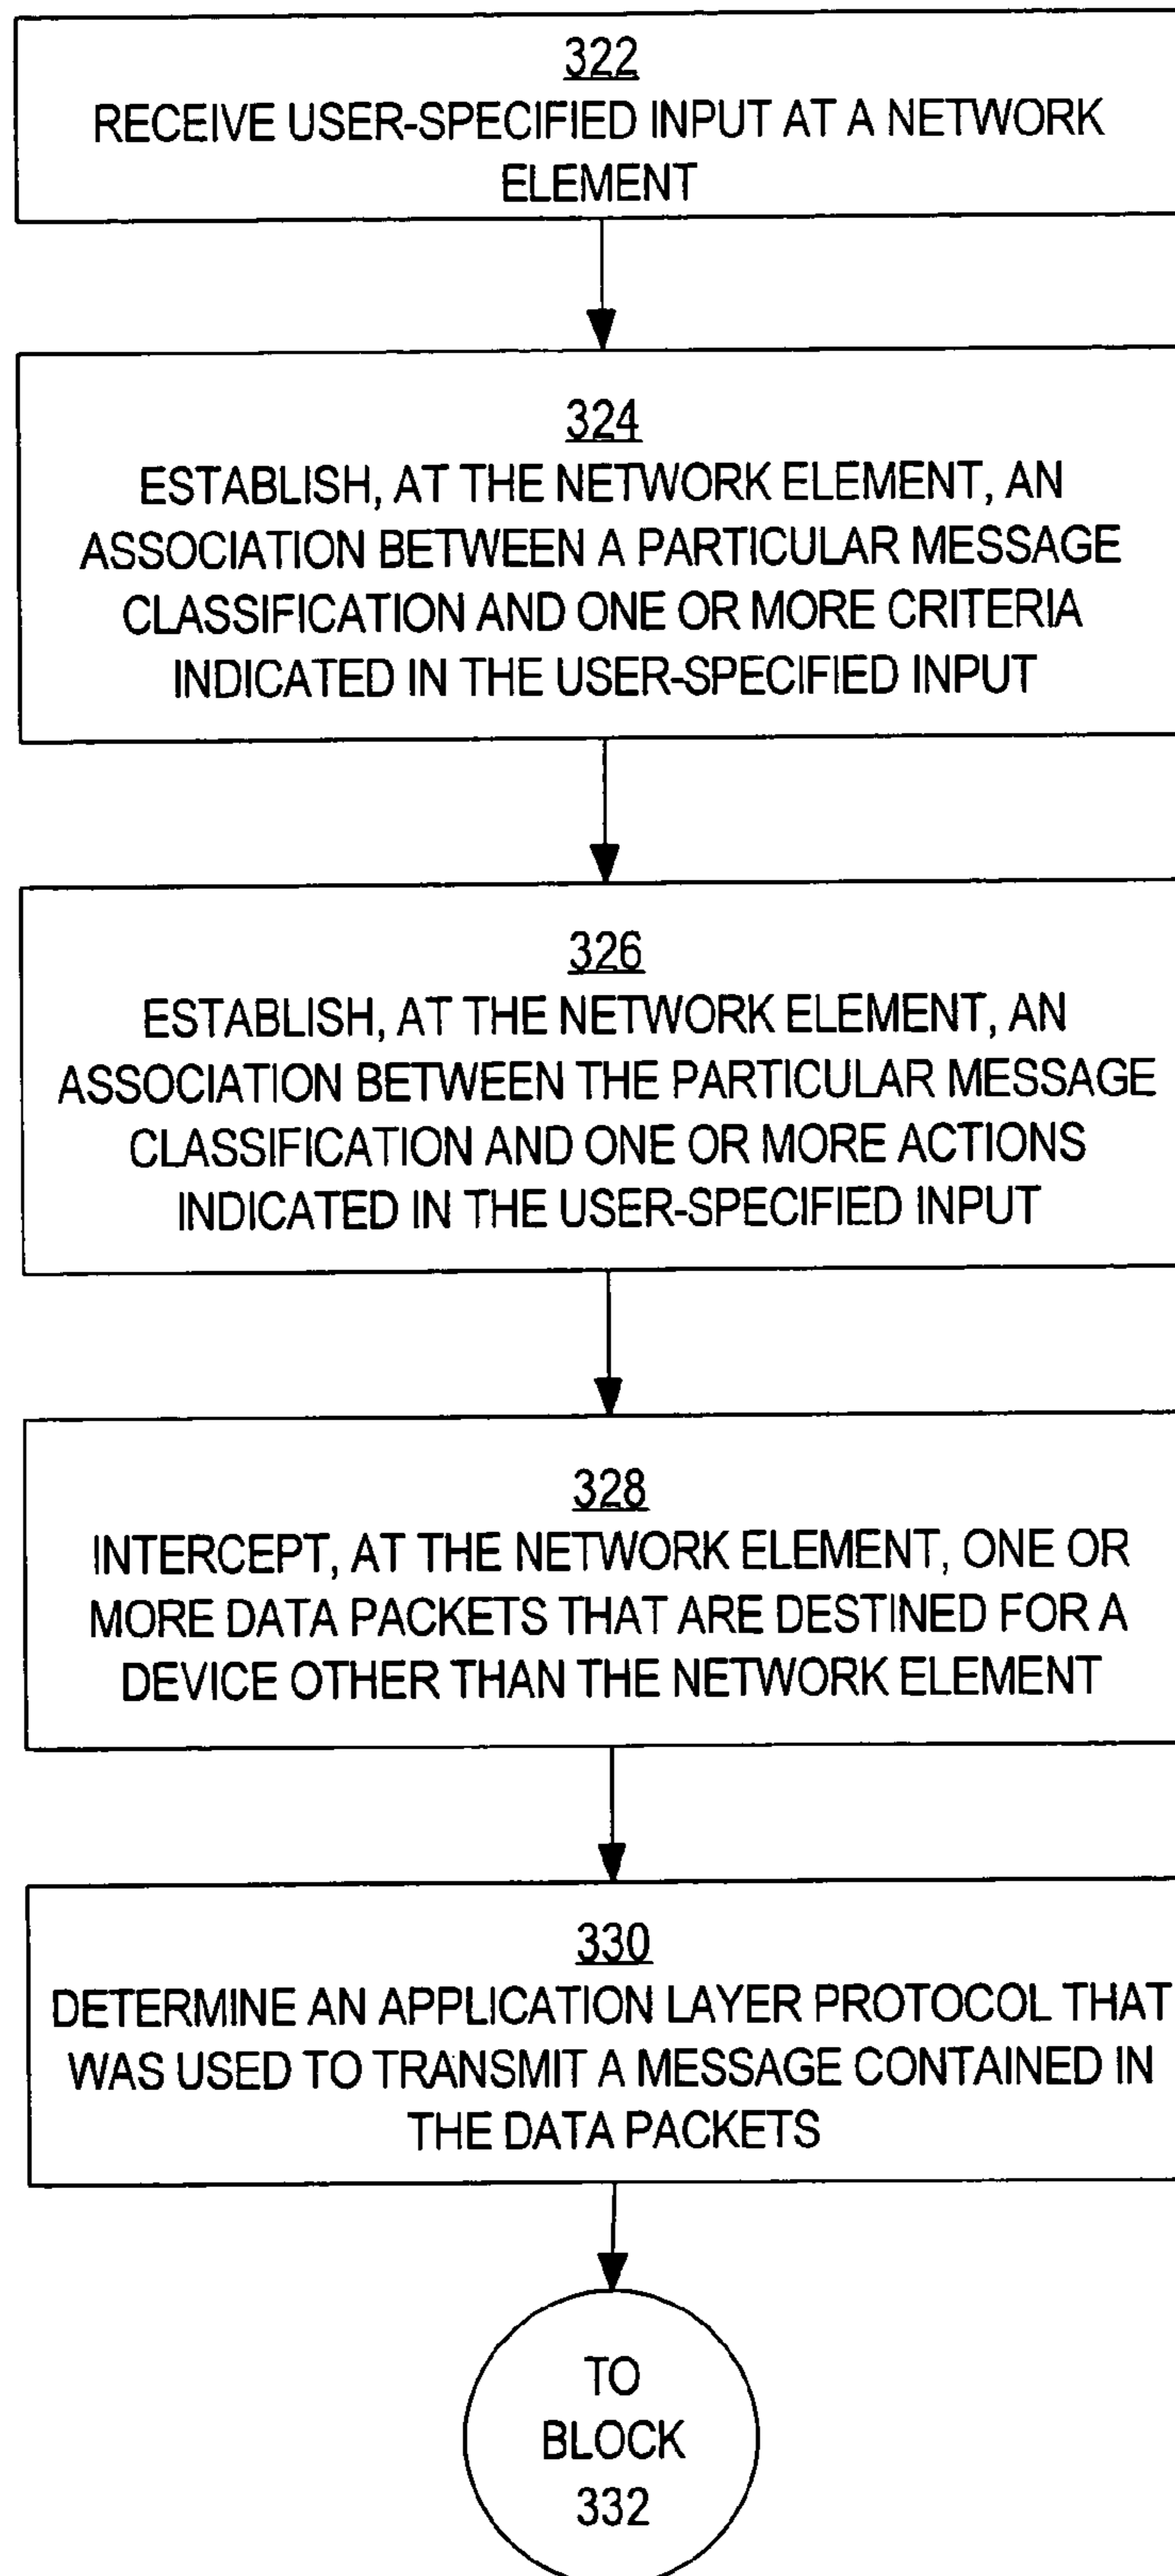 322
RECEIVE USER-SPECIFIED INPUT AT A NETWORK
ELEMENT
324
ESTABLISH, AT THE NETWORK ELEMENT, AN
ASSOCIATION BETWEEN A PARTICULAR MESSAGE
CLASSIFICATION AND ONE OR MORE CRITERIA
INDICATED IN THE USER-SPECIFIED INPUT
326
ESTABLISH, AT THE NETWORK ELEMENT, AN
ASSOCIATION BETWEEN THE PARTICULAR MESSAGE
CLASSIFICATION AND ONE OR MORE ACTIONS
INDICATED IN THE USER-SPECIFIED INPUT
328
INTERCEPT, AT THE NETWORK ELEMENT, ONE OR
MORE DATA PACKETS THAT ARE DESTINED FOR A
DEVICE OTHER THAN THE NETWORK ELEMENT
330
DETERMINE AN APPLICATION LAYER PROTOCOL THAT
WAS USED TO TRANSMIT A MESSAGE CONTAINED IN
THE DATA PACKETS
TO
BLOCK
332